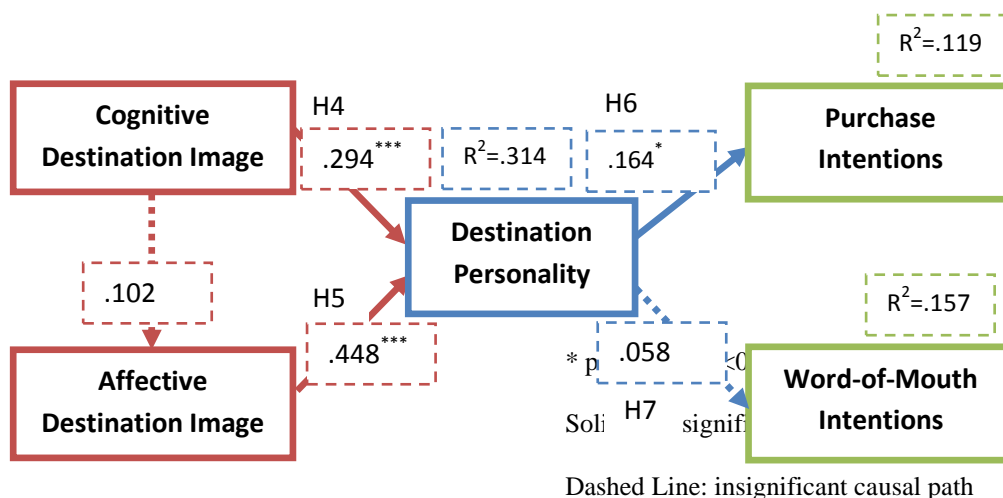 R²=.119
Cognitive
Destination Image
H4
.294***
R²=.314
H6
.164*
Purchase
Intentions
Destination
Personality
.102
H5
.448***
R²=.157
Affective
Destination Image
* p
<0
.058
H7
Word-of-Mouth
Intentions
Dashed Line: insignificant causal path